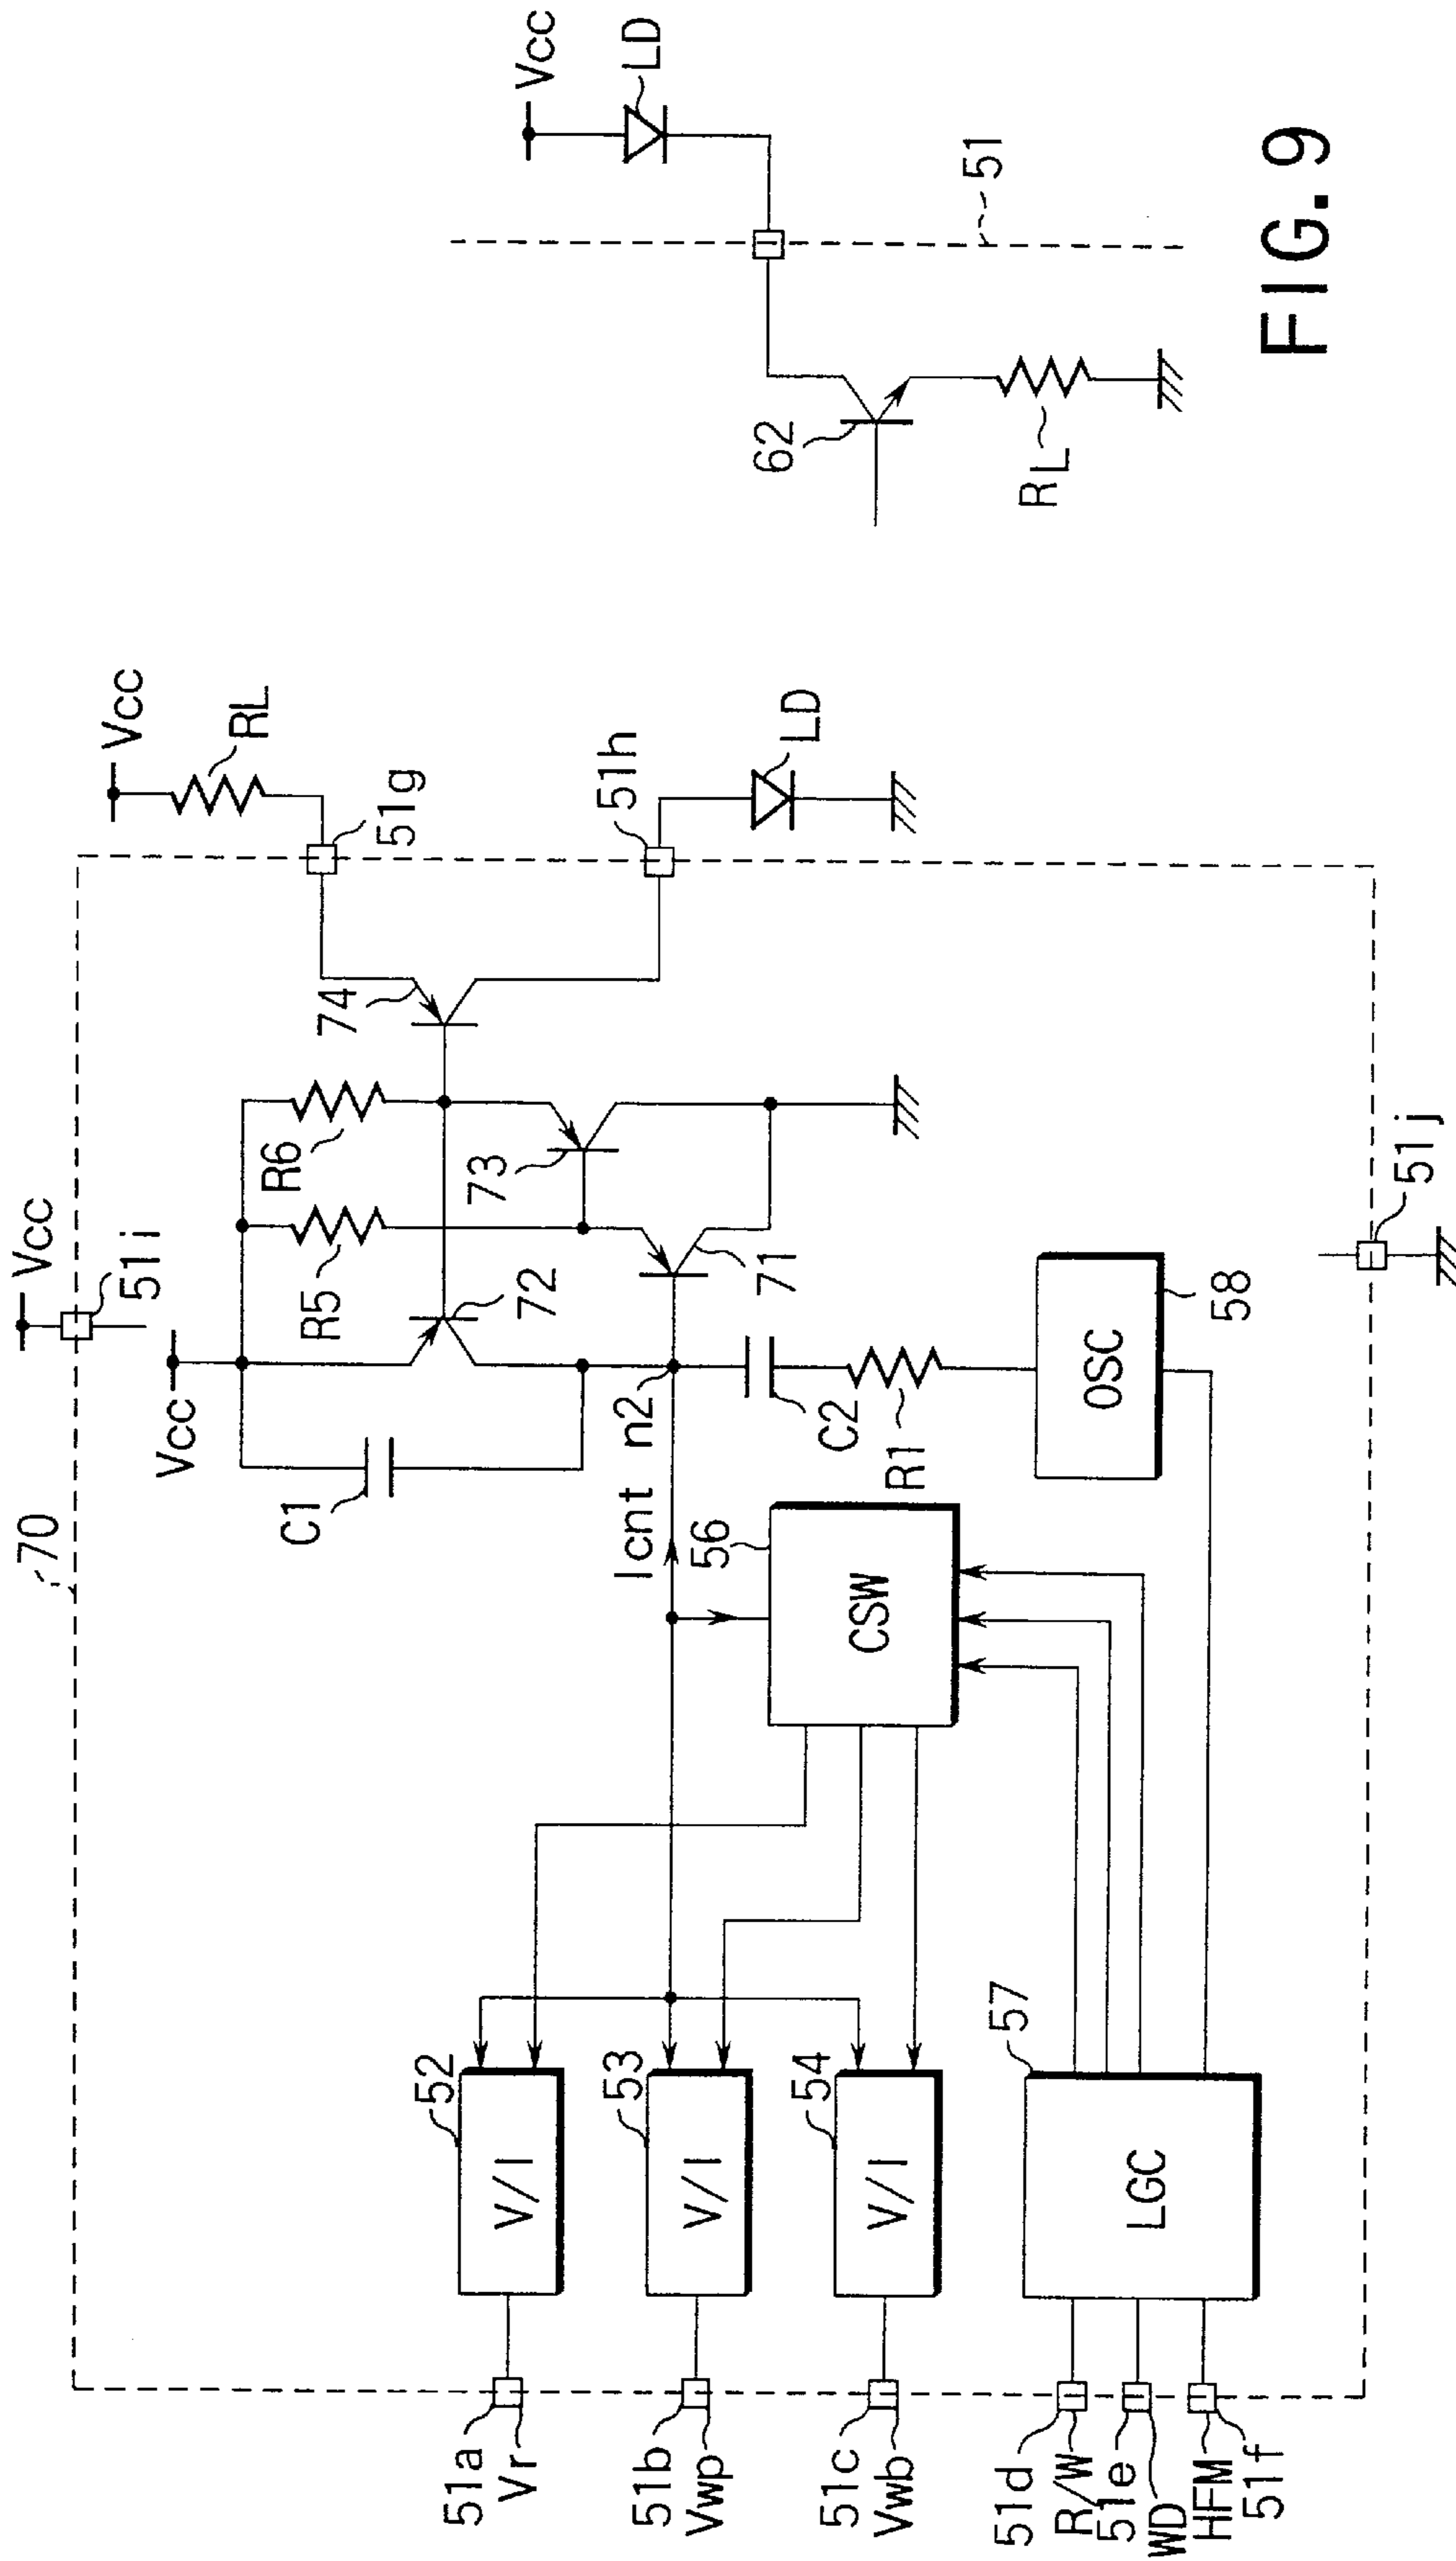 70
Vcc
51i
Vcc
C1
R5
R6
72
73
74
71
Vcc
RL
51g
51h
LD
Icnt
n2
C2
R1
OSC
58
51j
56
CSW
52
V/I
53
V/I
54
V/I
57
LGC
51a
Vr
51b
Vwp
51c
Vwb
51d
R/W
51e
WD
HFM
51f
Vcc
LD
51
62
RL
FIG. 9